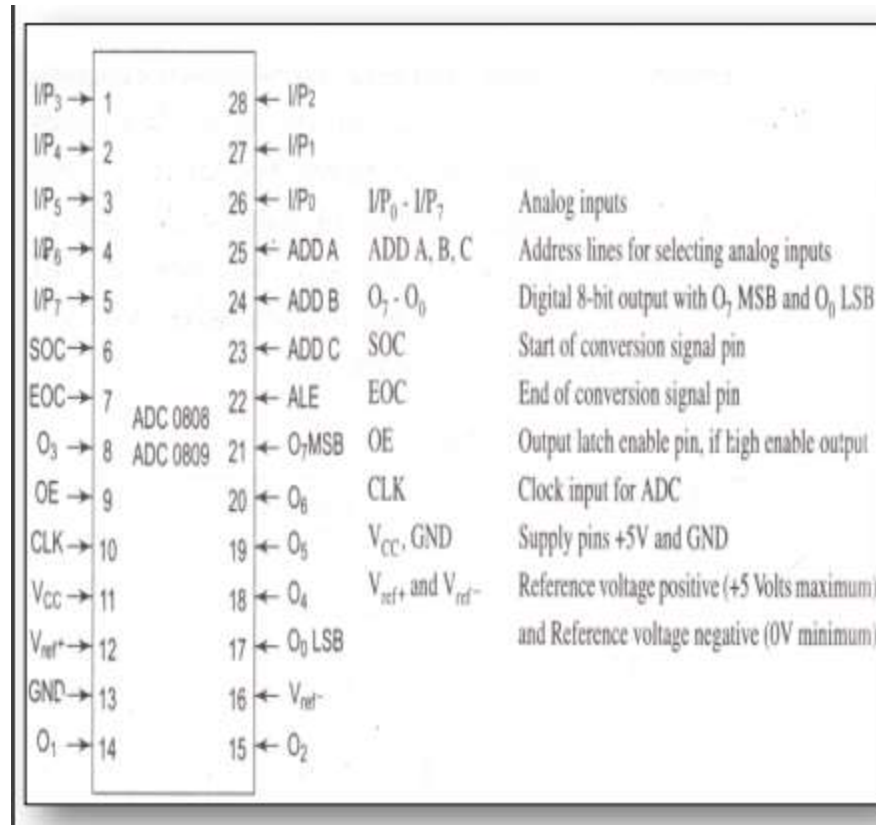 I/P3 1 28 I/P2
I/P4 2 27 I/P1
I/P5 3 26 I/P0 I/P0 - I/P7 Analog inputs
I/P6 4 25 ADD A ADD A, B, C Address lines for selecting analog inputs
I/P7 5 24 ADD B O7 - O0 Digital 8-bit output with O7 MSB and O0 LSB
SOC 6 23 ADD C SOC Start of conversion signal pin
EOC 7 22 ALE EOC End of conversion signal pin
ADC 0808
O3 8 ADC 0809 21 O7MSB OE Output latch enable pin, if high enable output
OE 9 20 O6 CLK Clock input for ADC
CLK 10 19 O5 VCC, GND Supply pins +5V and GND
VCC 11 18 O4 Vref+ and Vref− Reference voltage positive (+5 Volts maximum)
Vref+ 12 17 O0 LSB and Reference voltage negative (0V minimum)
GND 13 16 Vref−
O1 14 15 O2